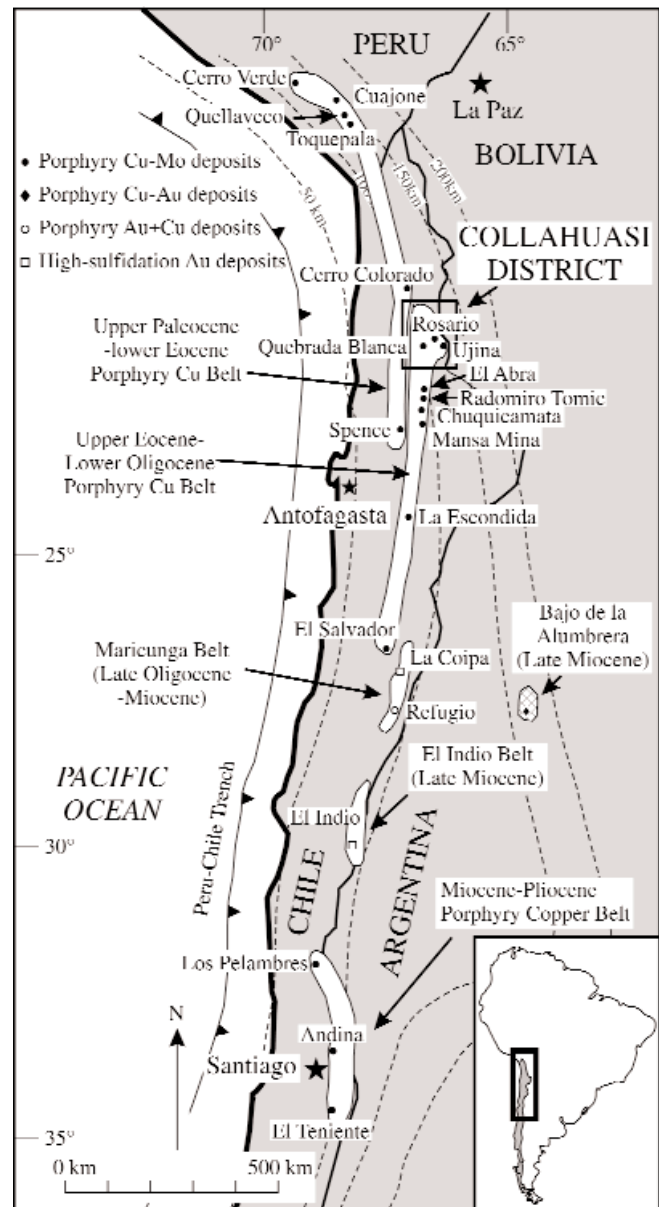 70°
65°
PERU
Cerro Verde
Cuajone
La Paz
Quellaveco
Toquepala
BOLIVIA
Porphyry Cu-Mo deposits
Porphyry Cu-Au deposits
Porphyry Au+Cu deposits
High-sulfidation Au deposits
50 km
100
150km
200km
COLLAHUASI
DISTRICT
Cerro Colorado
Rosario
Upper Paleocene
-lower Eocene
Porphyry Cu Belt
Quebrada Blanca
Ujina
El Abra
Radomiro Tomic
Chuquicamata
Mansa Mina
Spence
Upper Eocene-
Lower Oligocene
Porphyry Cu Belt
Antofagasta
La Escondida
25°
El Salvador
Bajo de la
Alumbrera
(Late Miocene)
Maricunga Belt
(Late Oligocene
-Miocene)
La Coipa
Refugio
El Indio Belt
(Late Miocene)
PACIFIC
OCEAN
Peru-Chile Trench
El Indio
30°
CHILE
ARGENTINA
Miocene-Pliocene
Porphyry Copper Belt
Los Pelambres
N
Andina
Santiago
El Teniente
35°
0 km
500 km